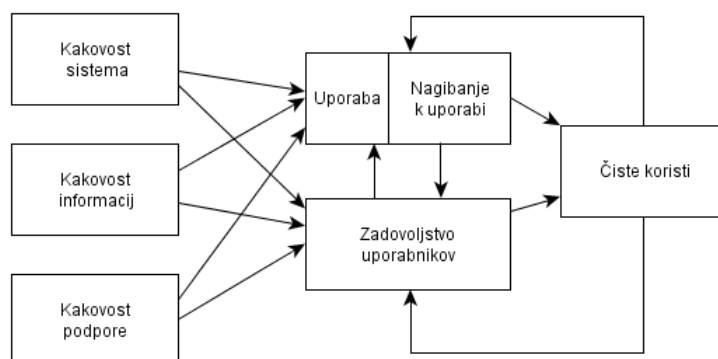 Kakovost
sistema
Kakovost
informacij
Kakovost
podpore
Uporaba
Nagibanje
k uporabi
Zadovoljstvo
uporabnikov
Čiste koristi